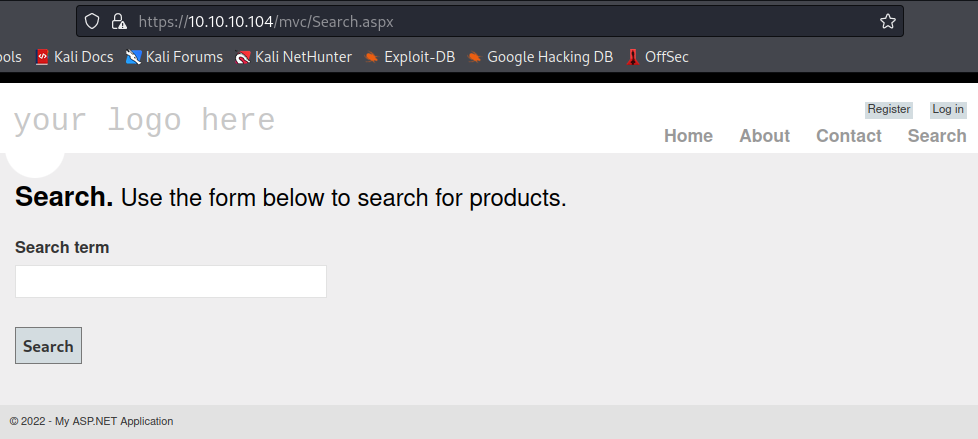 https://10.10.10.104/mvc/Search.aspx
ools Kali Docs Kali Forums Kali NetHunter Exploit-DB Google Hacking DB OffSec
Register Log in
your logo here
Home About Contact Search
Search. Use the form below to search for products.
Search term
Search
© 2022 - My ASP.NET Application